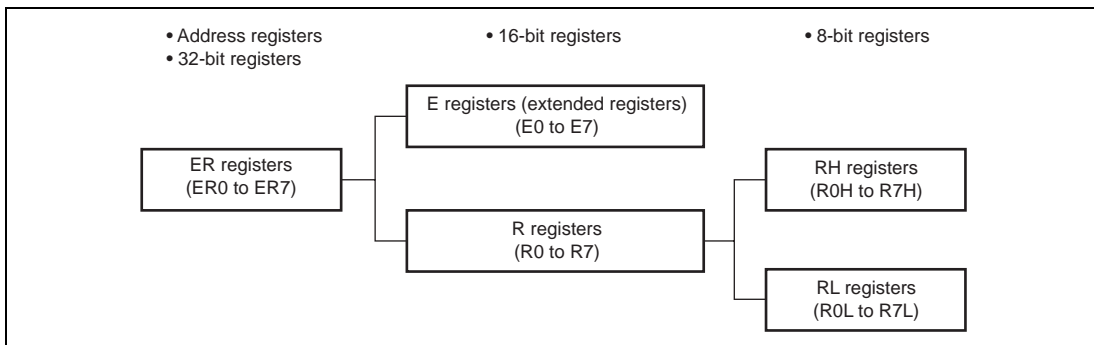 • Address registers
• 32-bit registers
• 16-bit registers
• 8-bit registers
E registers (extended registers)
(E0 to E7)
ER registers
(ER0 to ER7)
RH registers
(R0H to R7H)
R registers
(R0 to R7)
RL registers
(R0L to R7L)